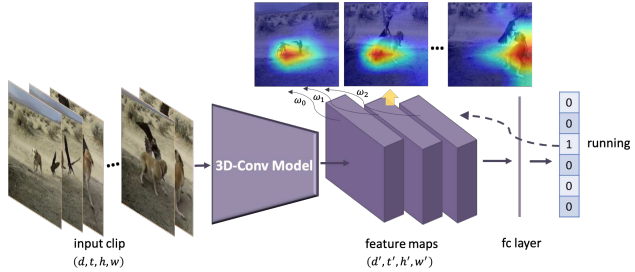 ω₀ ω₁ ω₂
...
3D-Conv Model
...
0
0
1 running
0
0
0
input clip
(d, t, h, w)
feature maps
(d′, t′, h′, w′)
fc layer